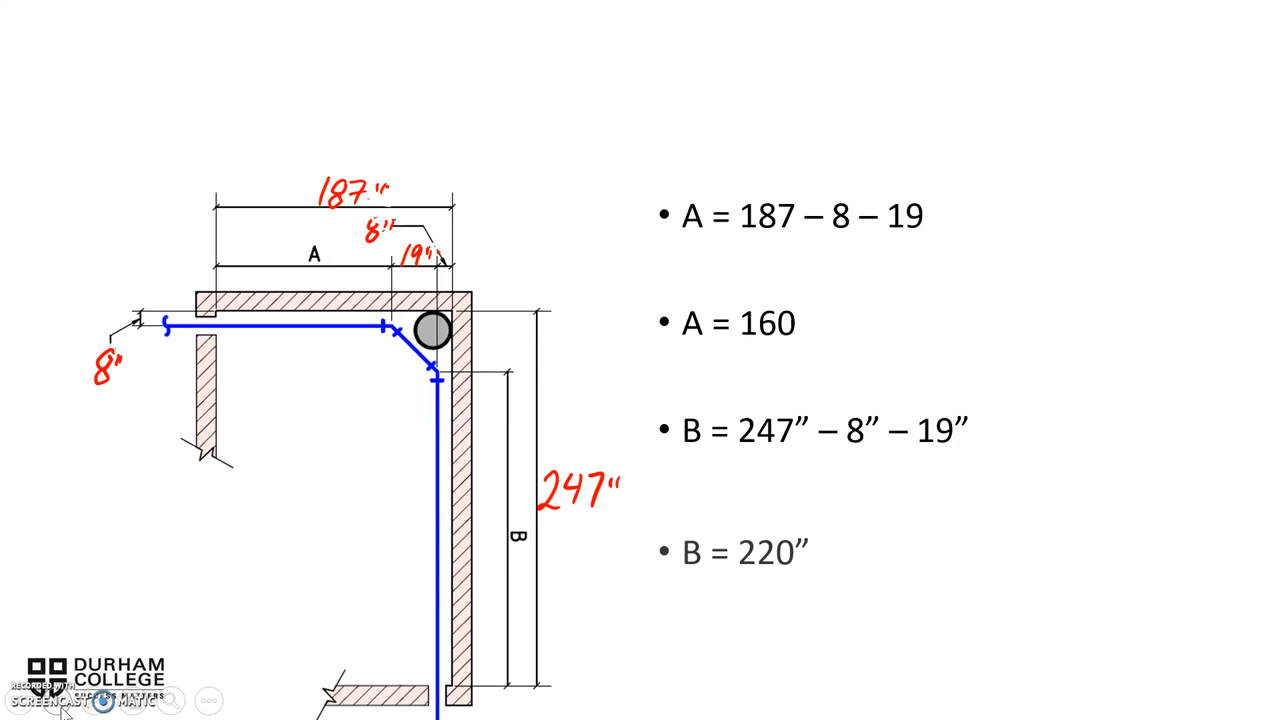 187"
8"
A
19"
8"
247"
B
• A = 187 – 8 – 19
• A = 160
• B = 247” – 8” – 19”
• B = 220”
DURHAM
COLLEGE
SUCCESS MATTERS
RECORDED WITH
SCREENCAST MATIC